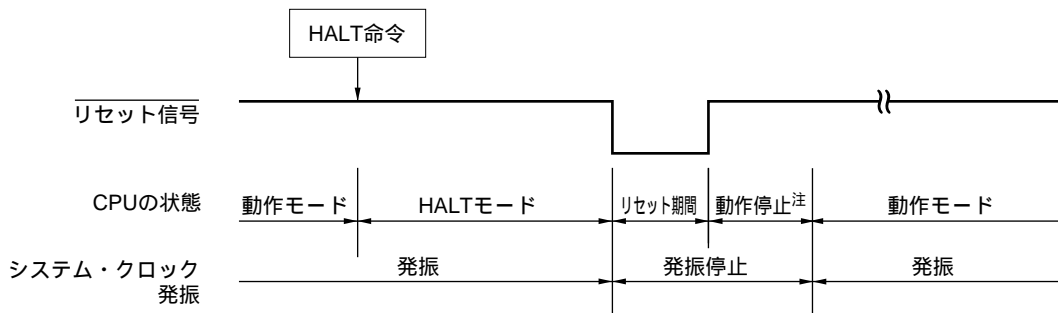 HALT命令
リセット信号
CPUの状態
動作モード
HALTモード
リセット期間
動作停止注
動作モード
システム・クロック
発振
発振
発振停止
発振